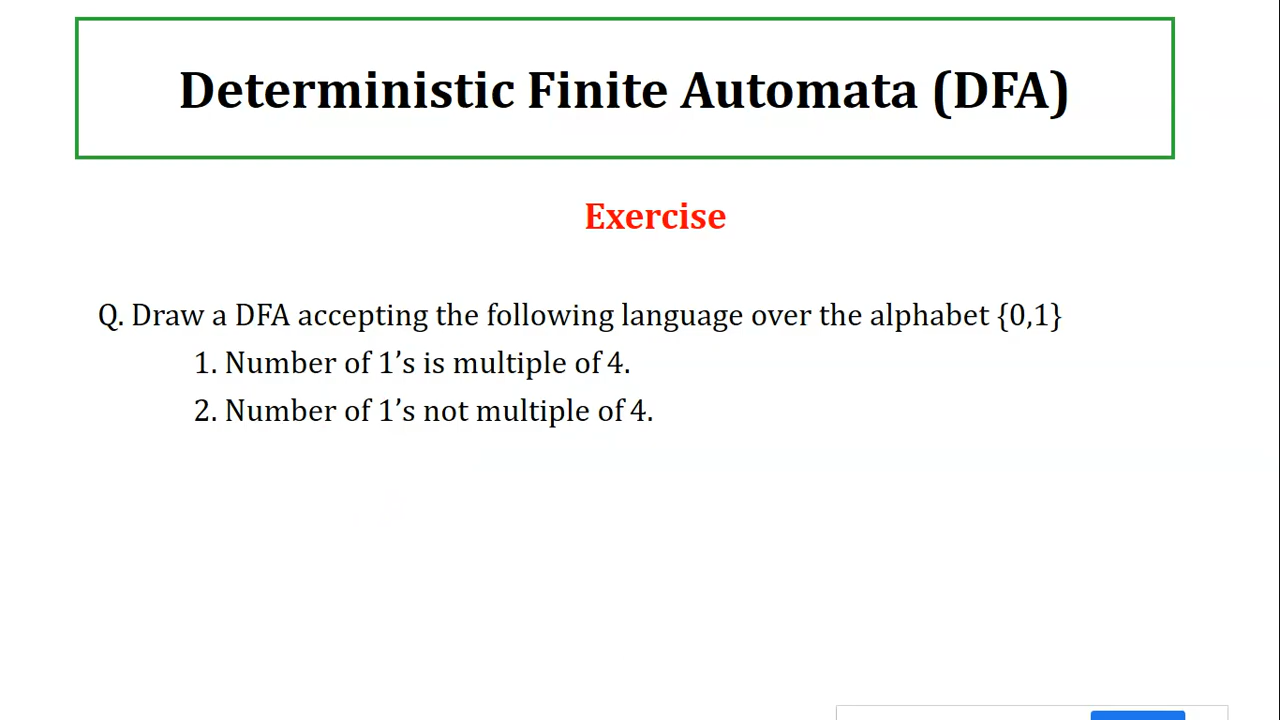 Deterministic Finite Automata (DFA)
Exercise
Q. Draw a DFA accepting the following language over the alphabet {0,1}
1. Number of 1’s is multiple of 4.
2. Number of 1’s not multiple of 4.